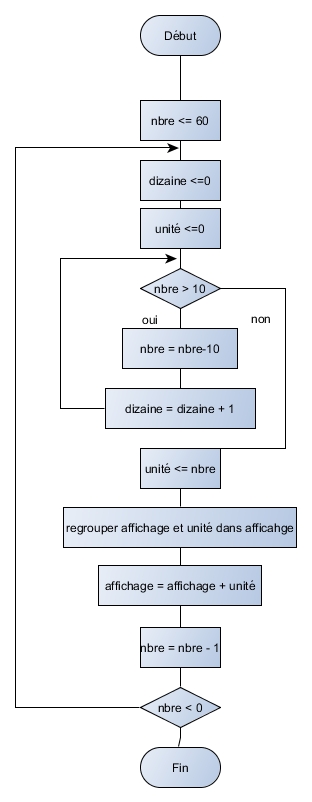 Début
nbre <= 60
dizaine <=0
unité <=0
nbre > 10
oui
non
nbre = nbre-10
dizaine = dizaine + 1
unité <= nbre
regrouper affichage et unité dans afficahge
affichage = affichage + unité
nbre = nbre - 1
nbre < 0
Fin